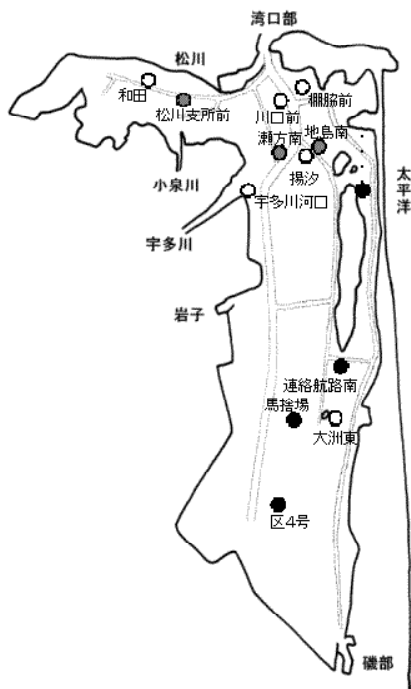 湾口部
松川
和田
松川支所前
川口前
棚脇前
瀬方南
地島南
揚汐
小泉川
宇多川河口
宇多川
太平洋
岩子
連絡航路南
馬捨場
大洲東
区4号
磯部